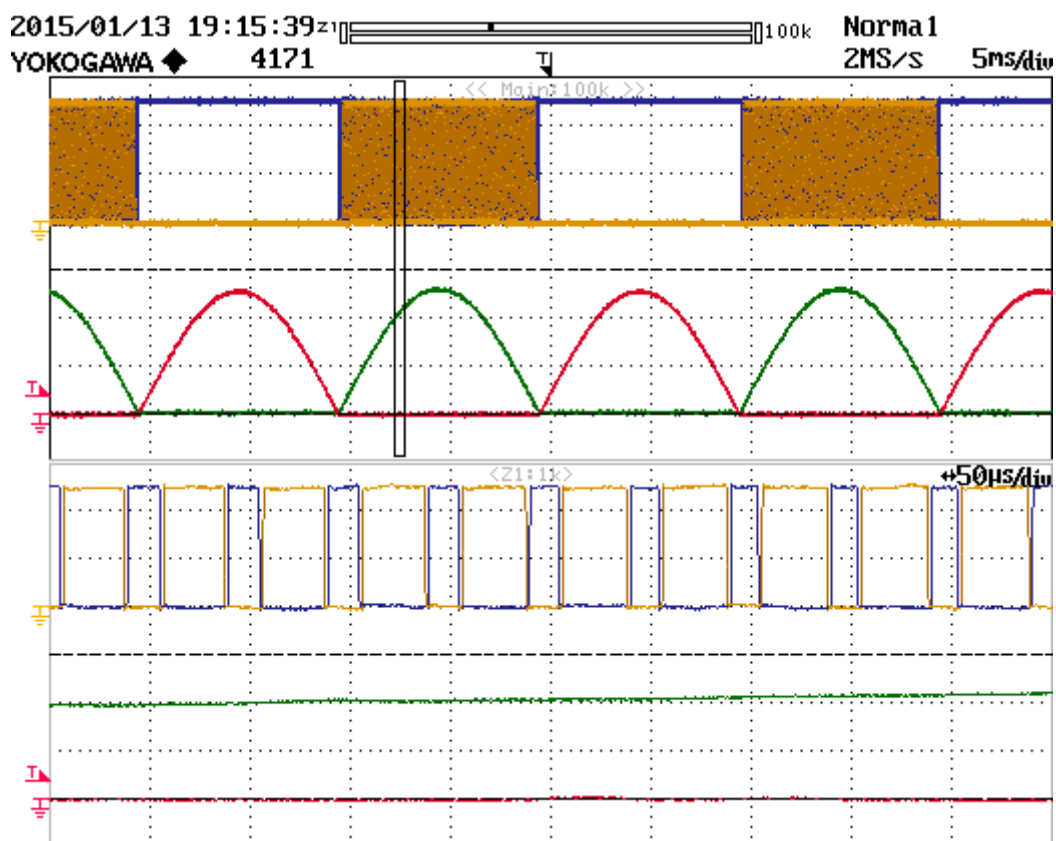 2015/01/13 19:15:39 Z1 100k Normal
YOKOGAWA ◆ 4171 T 2MS/s 5ms/div
<< Main:100k >>
T
<Z1:1k> 50µs/div
T